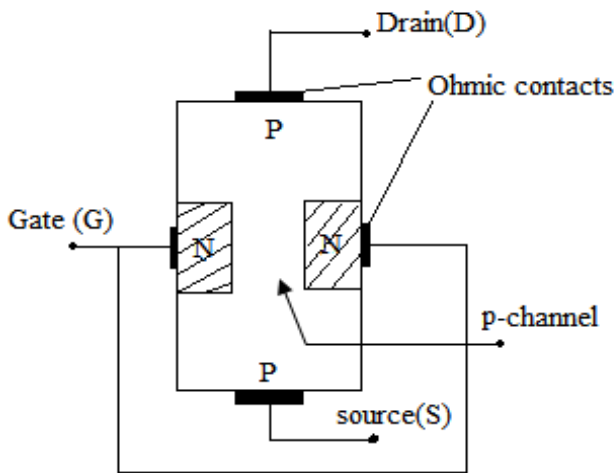 Drain(D)
Ohmic contacts
P
Gate (G)
N
N
p-channel
P
source(S)